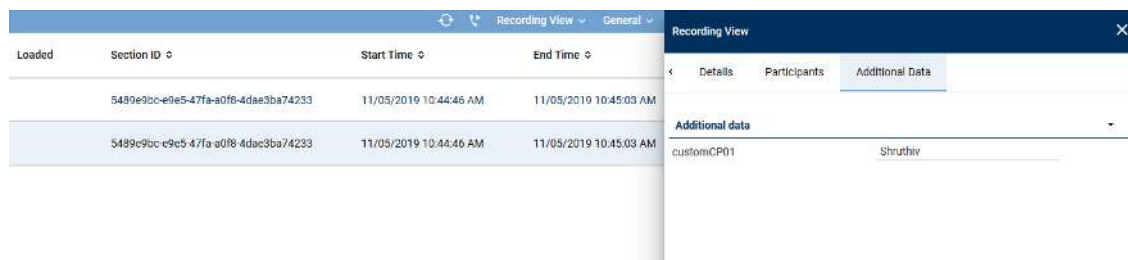 Recording View General
Loaded Section ID Start Time End Time
5489e9bc-e9e5-47fa-a0f8-4dae3ba74233 11/05/2019 10:44:46 AM 11/05/2019 10:45:03 AM
5489e9bc-e9e5-47fa-a0f8-4dae3ba74233 11/05/2019 10:44:46 AM 11/05/2019 10:45:03 AM
Recording View
Details Participants Additional Data
Additional data
customCP01 Shruthiv